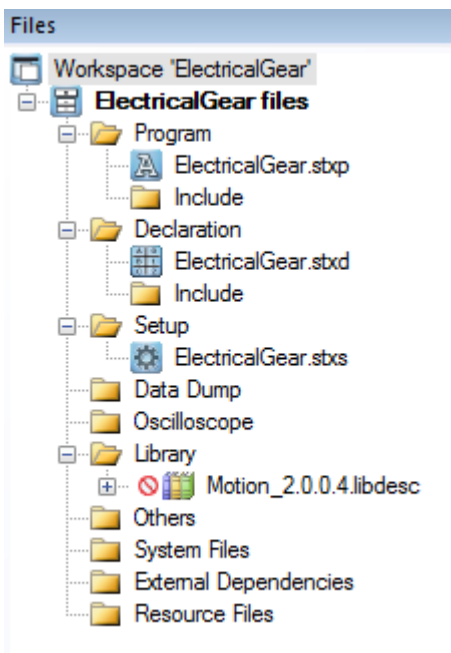 Files
Workspace 'ElectricalGear'
ElectricalGear files
Program
ElectricalGear.stxp
Include
Declaration
ElectricalGear.stxd
Include
Setup
ElectricalGear.stxs
Data Dump
Oscilloscope
Library
Motion_2.0.0.4.libdesc
Others
System Files
External Dependencies
Resource Files